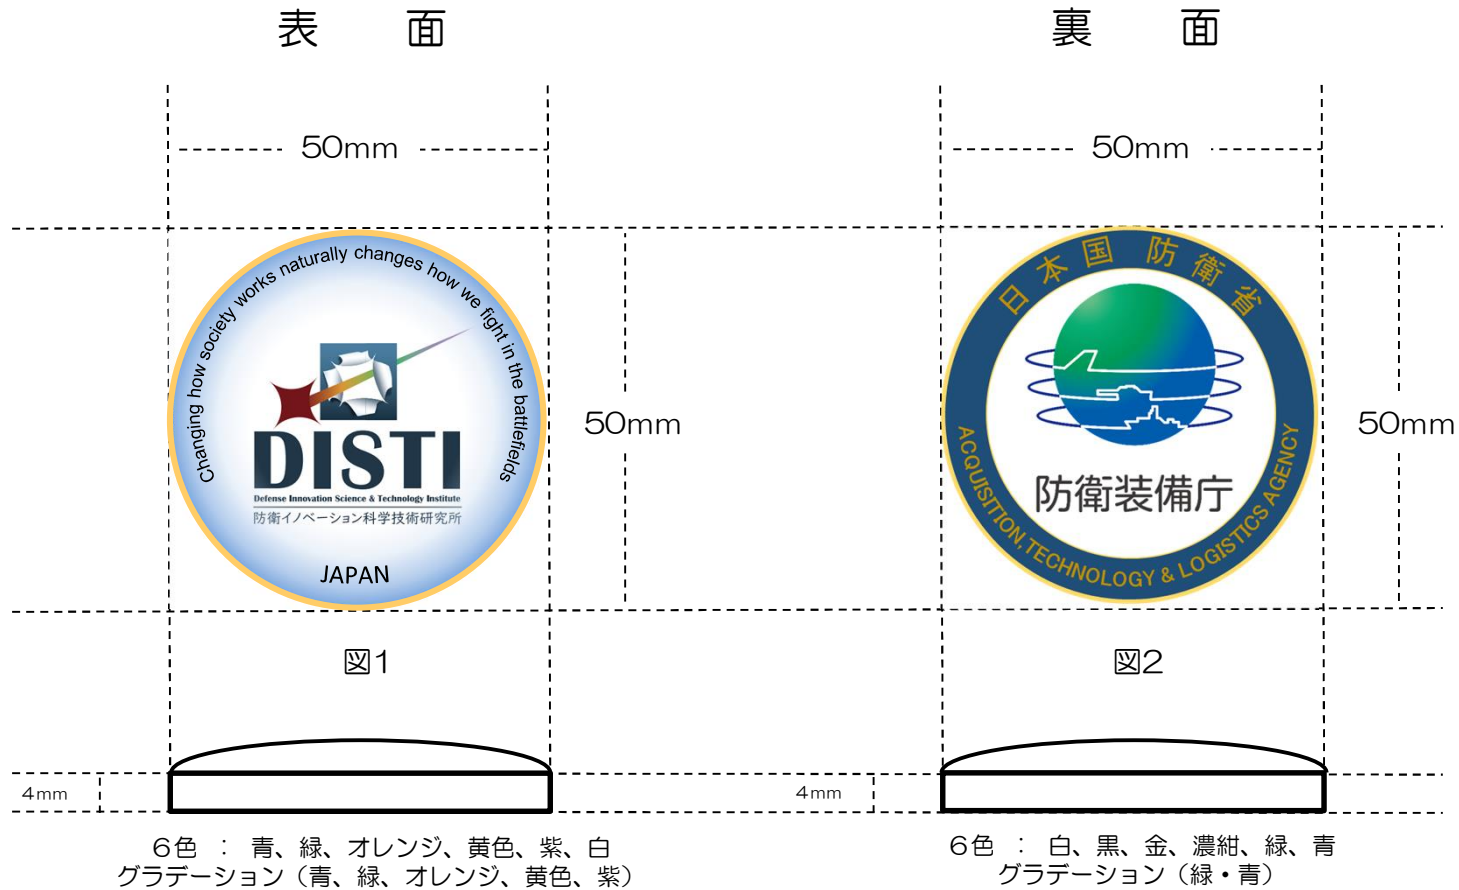 表 面
裏 面
50mm
50mm
Changing how society works naturally changes how we fight in the battlefields
DISTI
Defense Innovation Science & Technology Institute
防衛イノベーション科学技術研究所
JAPAN
50mm
日本国 防衛省
防衛装備庁
ACQUISITION, TECHNOLOGY & LOGISTICS AGENCY
50mm
図1
図2
4mm
4mm
6色 : 青、緑、オレンジ、黄色、紫、白
グラデーション（青、緑、オレンジ、黄色、紫）
6色 : 白、黒、金、濃紺、緑、青
グラデーション（緑・青）